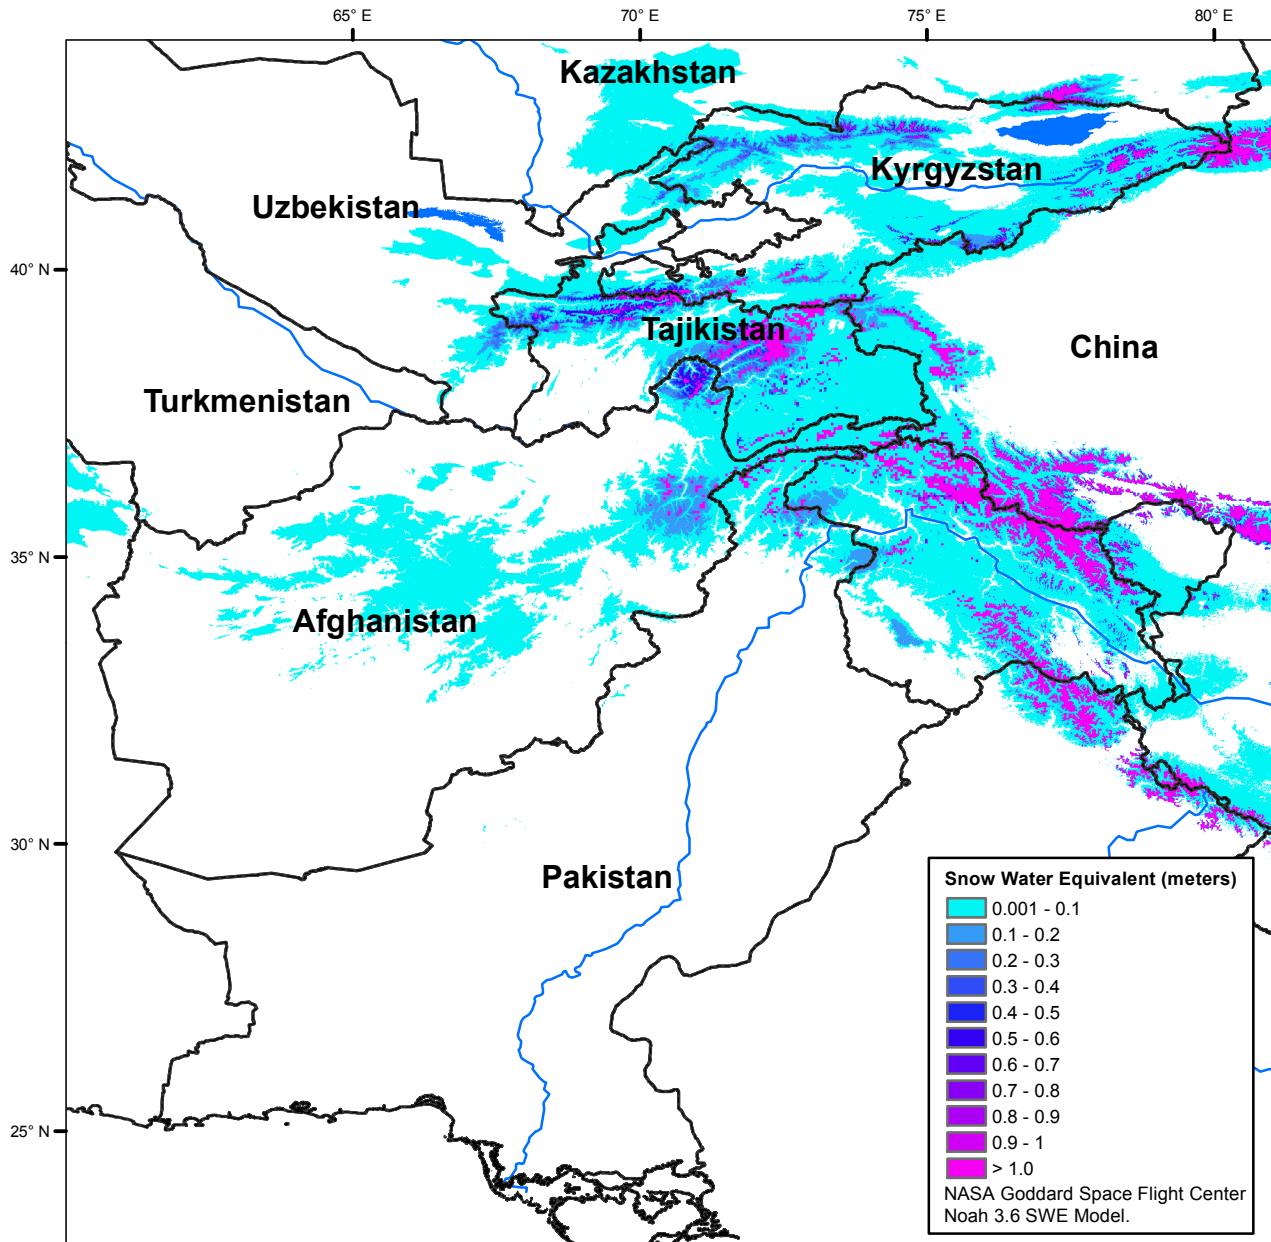 65° E
70° E
75° E
80° E
Kazakhstan
Kyrgyzstan
Uzbekistan
40° N
Tajikistan
China
Turkmenistan
35° N
Afghanistan
30° N
Pakistan
Snow Water Equivalent (meters)
0.001 - 0.1
0.1 - 0.2
0.2 - 0.3
0.3 - 0.4
0.4 - 0.5
0.5 - 0.6
0.6 - 0.7
0.7 - 0.8
0.8 - 0.9
0.9 - 1
> 1.0
25° N
NASA Goddard Space Flight Center
Noah 3.6 SWE Model.